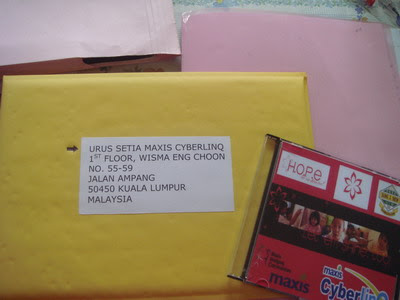 URUS SETIA MAXIS CYBERLINQ
1ST FLOOR, WISMA ENG CHOON
NO. 55-59
JALAN AMPANG
50450 KUALA LUMPUR
MALAYSIA
H.O.P.E
maxis
maxis
Cyberlinq